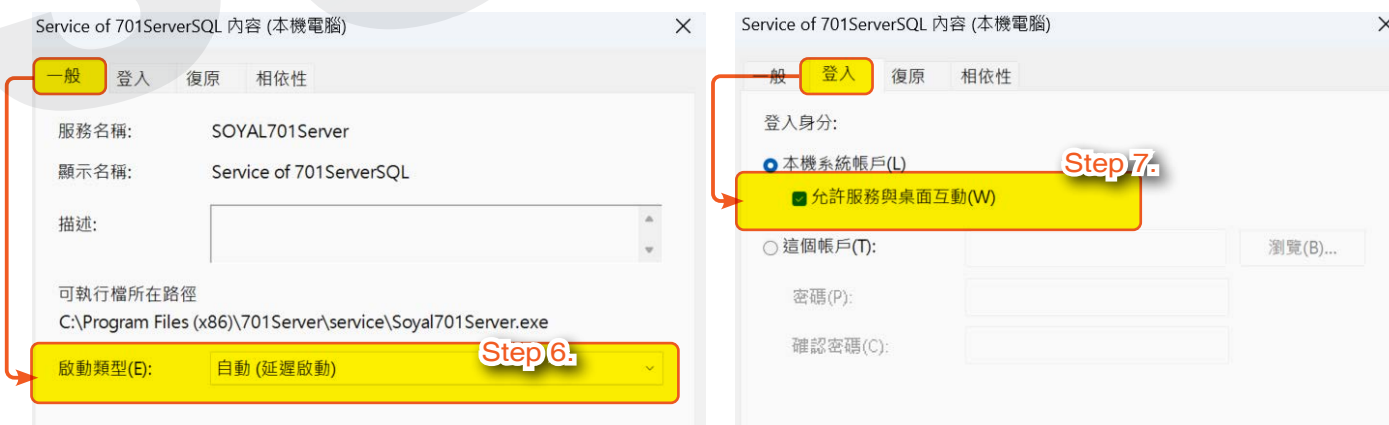 Service of 701ServerSQL 內容 (本機電腦)
一般 登入 復原 相依性
服務名稱: SOYAL701Server
顯示名稱: Service of 701ServerSQL
描述:
可執行檔所在路徑
C:\Program Files (x86)\701Server\service\Soyal701Server.exe
Step 6.
啟動類型(E): 自動 (延遲啟動)
Service of 701ServerSQL 內容 (本機電腦)
一般 登入 復原 相依性
登入身分:
本機系統帳戶(L)
Step 7.
允許服務與桌面互動(W)
這個帳戶(T): 瀏覽(B)...
密碼(P):
確認密碼(C):